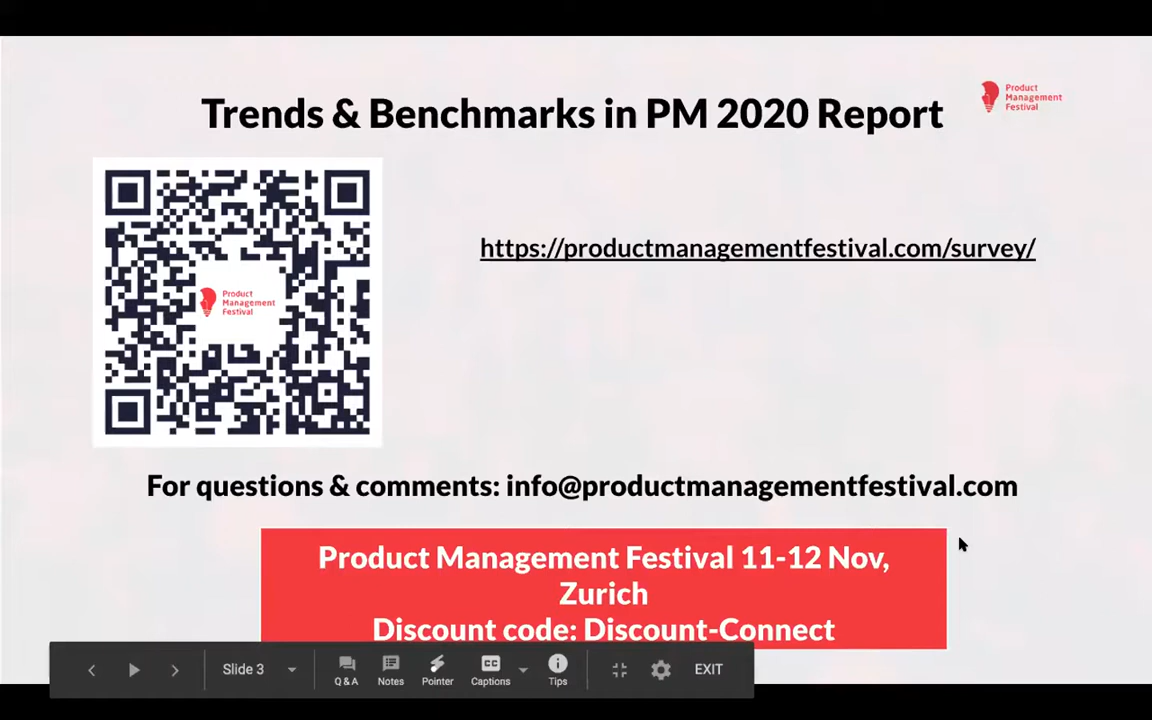 Trends & Benchmarks in PM 2020 Report
Product
Management
Festival
https://productmanagementfestival.com/survey/
Product
Management
Festival
For questions & comments: info@productmanagementfestival.com
Product Management Festival 11-12 Nov,
Zurich
Discount code: Discount-Connect
Slide 3
Q & A
Notes
Pointer
Captions
Tips
EXIT